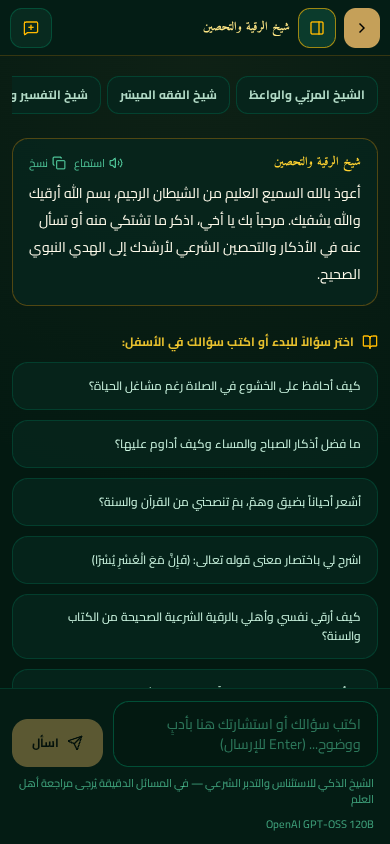 شيخ الرقية والتحصين
الشيخ المربّي والواعظ
شيخ الفقه الميسّر
شيخ التفسير و
شيخ الرقية والتحصين
استماع
نسخ
أعوذ بالله السميع العليم من الشيطان الرجيم، بسم الله أرقيك
والله يشفيك. مرحباً بك يا أخي، اذكر ما تشتكي منه أو تسأل
عنه في الأذكار والتحصين الشرعي لأرشدك إلى الهدي النبوي
الصحيح.
اختر سؤالاً للبدء أو اكتب سؤالك في الأسفل:
كيف أحافظ على الخشوع في الصلاة رغم مشاغل الحياة؟
ما فضل أذكار الصباح والمساء وكيف أداوم عليها؟
أشعر أحياناً بضيق وهمّ، بمَ تنصحني من القرآن والسنة؟
اشرح لي باختصار معنى قوله تعالى: (فَإِنَّ مَعَ الْعُسْرِ يُسْرًا)
كيف أرقي نفسي وأهلي بالرقية الشرعية الصحيحة من الكتاب
والسنة؟
اكتب سؤالك أو استشارتك هنا بأدبٍ
ووضوح... (Enter للإرسال)
اسأل
الشيخ الذكي للاستئناس والتدبر الشرعي — في المسائل الدقيقة يُرجى مراجعة أهل
العلم
OpenAI GPT-OSS 120B